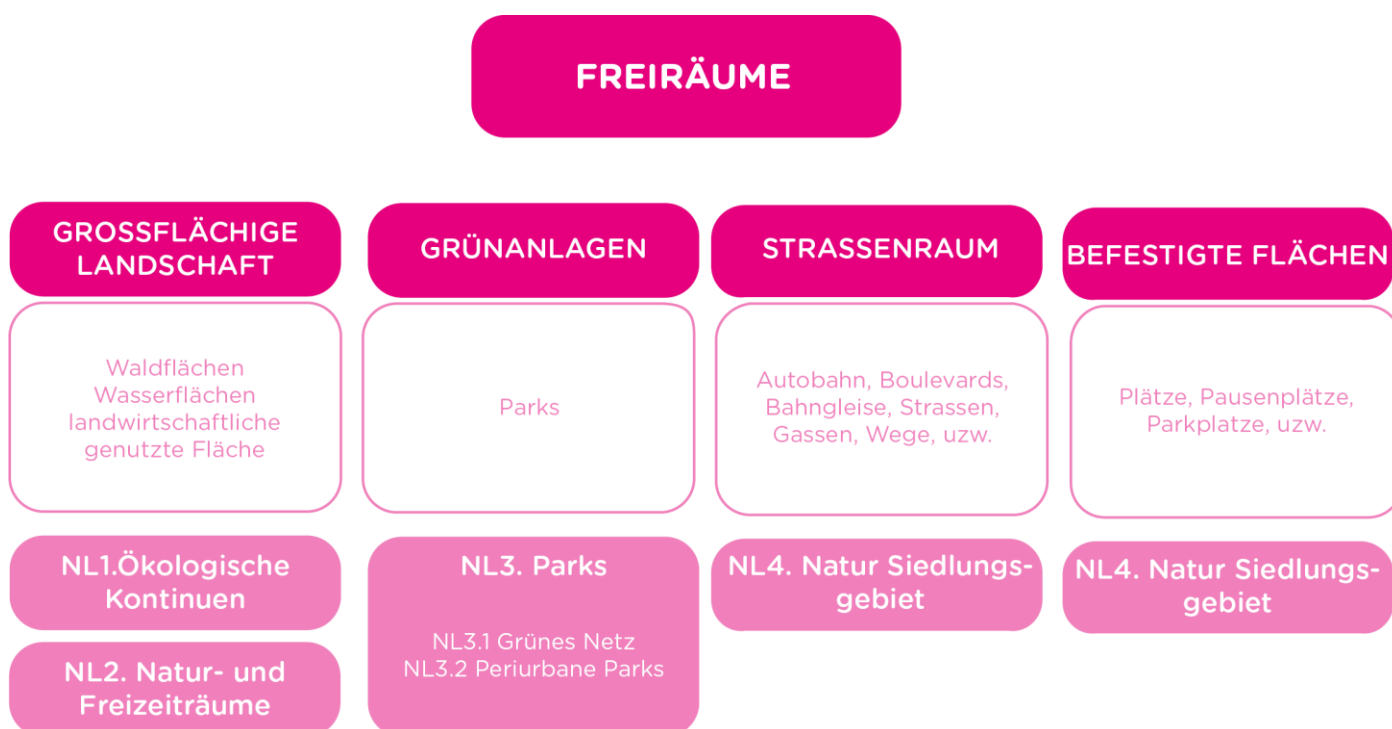 FREIRÄUME
GROSSFLÄCHIGE
LANDSCHAFT
Waldflächen
Wasserflächen
landwirtschaftliche
genutzte Fläche
NL1.Ökologische
Kontinuen
NL2. Natur- und
Freizeiträume
GRÜNANLAGEN
Parks
NL3. Parks
NL3.1 Grünes Netz
NL3.2 Periurbane Parks
STRASSENRAUM
Autobahn, Boulevards,
Bahngleise, Strassen,
Gassen, Wege, uzw.
NL4. Natur Siedlungs-
gebiet
BEFESTIGTE FLÄCHEN
Plätze, Pausenplätze,
Parkplatze, uzw.
NL4. Natur Siedlungs-
gebiet